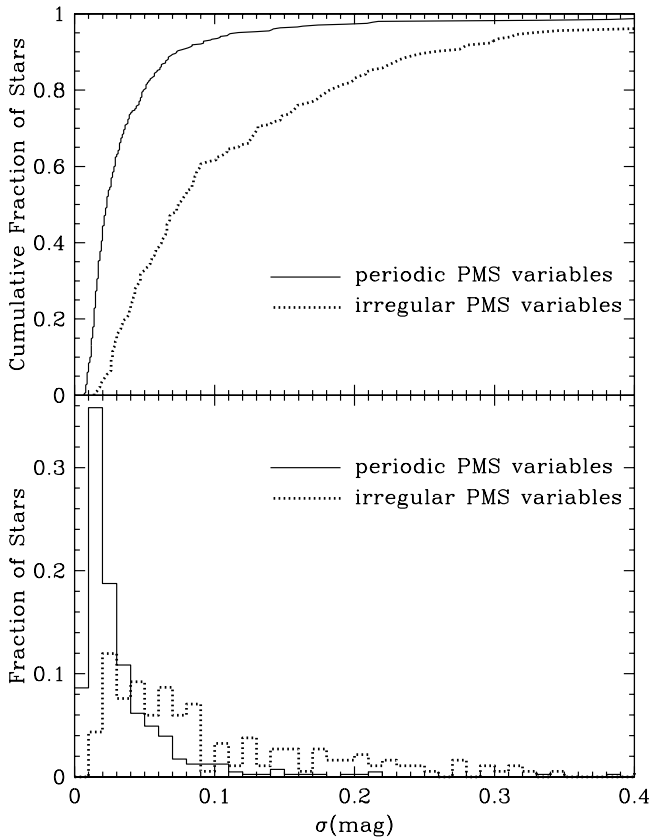 1
0.8
0.6
0.4
0.2
0
Cumulative Fraction of Stars
periodic PMS variables
irregular PMS variables
0.3
0.2
0.1
0
Fraction of Stars
periodic PMS variables
irregular PMS variables
0
0.1
0.2
0.3
0.4
σ(mag)